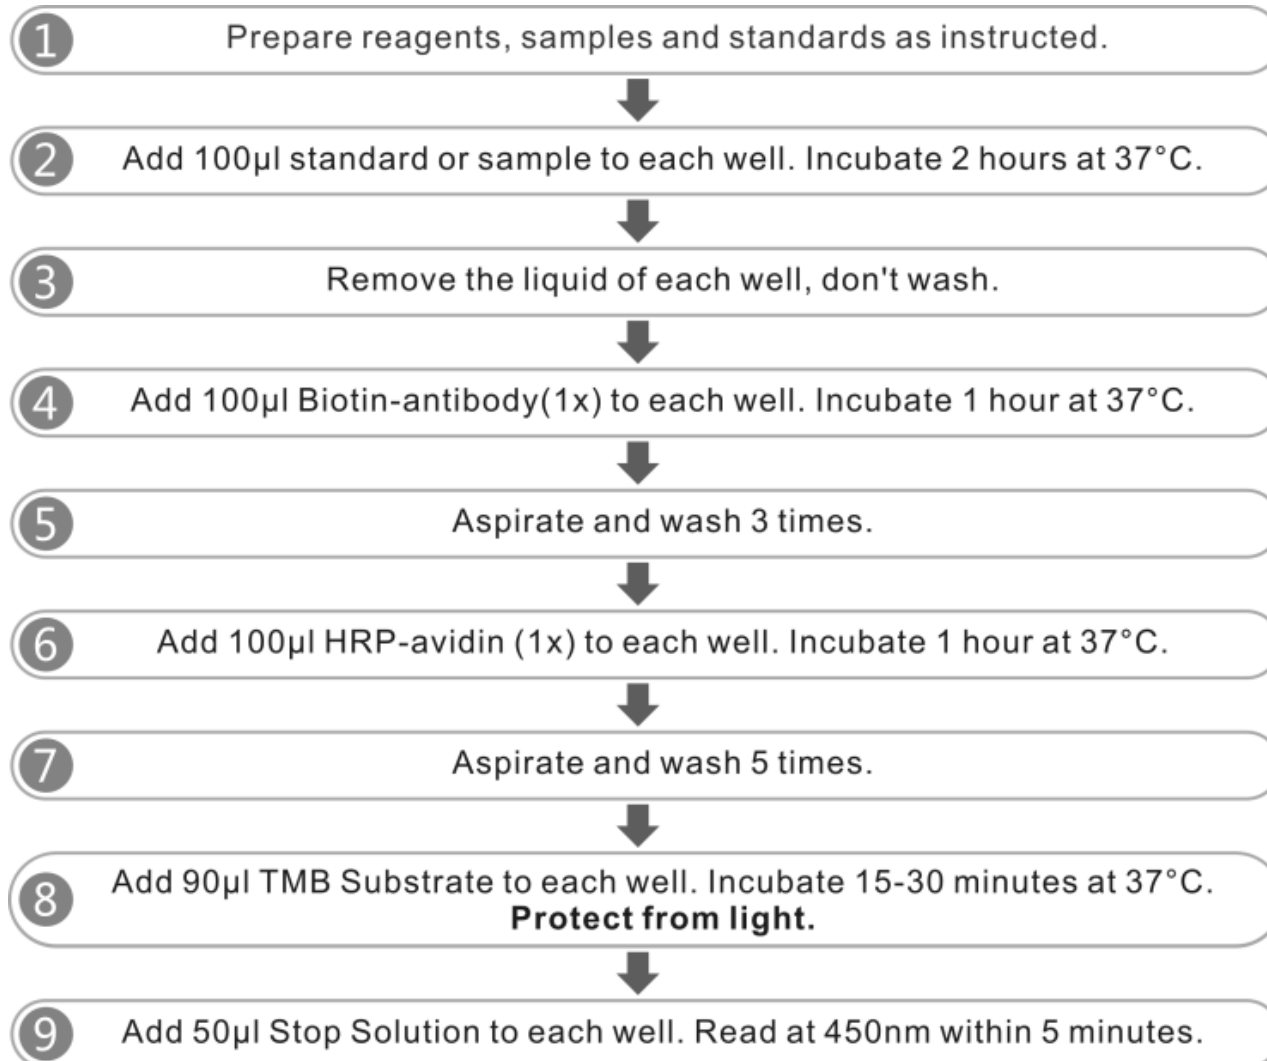 1 Prepare reagents, samples and standards as instructed.
2 Add 100µl standard or sample to each well. Incubate 2 hours at 37°C.
3 Remove the liquid of each well, don't wash.
4 Add 100µl Biotin-antibody(1x) to each well. Incubate 1 hour at 37°C.
5 Aspirate and wash 3 times.
6 Add 100µl HRP-avidin (1x) to each well. Incubate 1 hour at 37°C.
7 Aspirate and wash 5 times.
8 Add 90µl TMB Substrate to each well. Incubate 15-30 minutes at 37°C.
Protect from light.
9 Add 50µl Stop Solution to each well. Read at 450nm within 5 minutes.